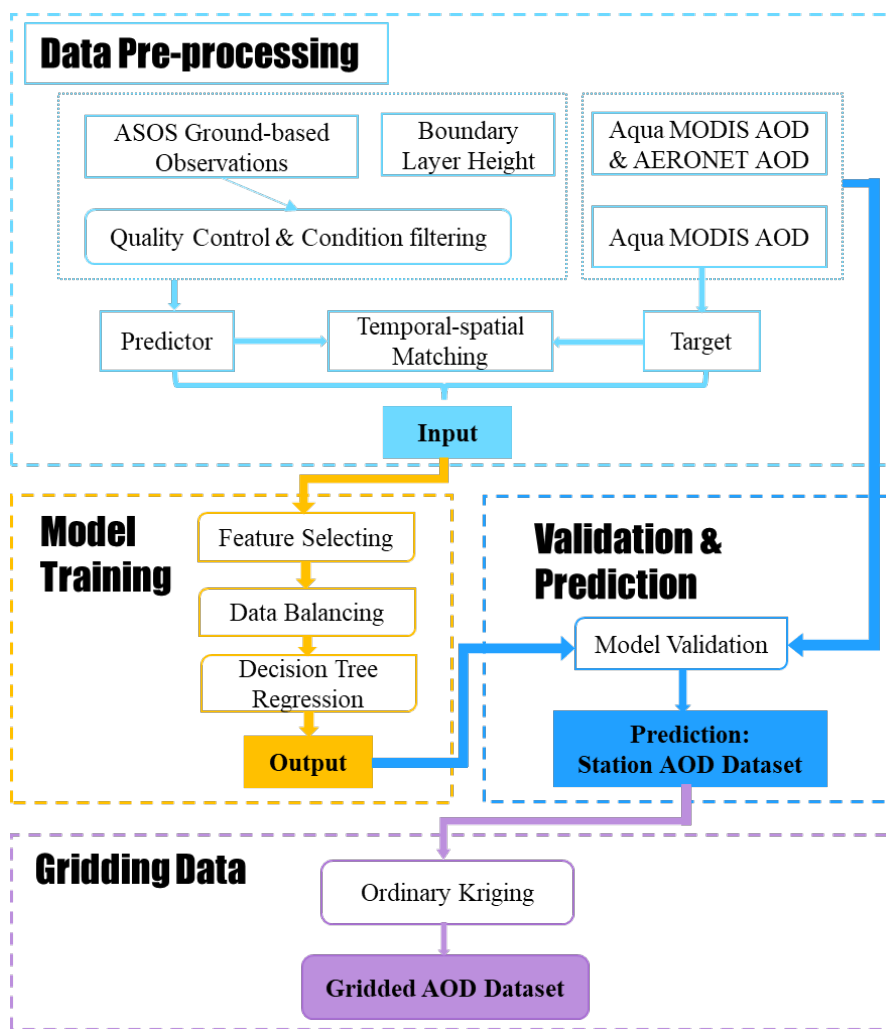 Data Pre-processing
ASOS Ground-based
Observations
Boundary
Layer Height
Aqua MODIS AOD
& AERONET AOD
Quality Control & Condition filtering
Aqua MODIS AOD
Predictor
Temporal-spatial
Matching
Target
Input
Model
Training
Feature Selecting
Data Balancing
Decision Tree
Regression
Output
Validation &
Prediction
Model Validation
Prediction:
Station AOD Dataset
Gridding Data
Ordinary Kriging
Gridded AOD Dataset